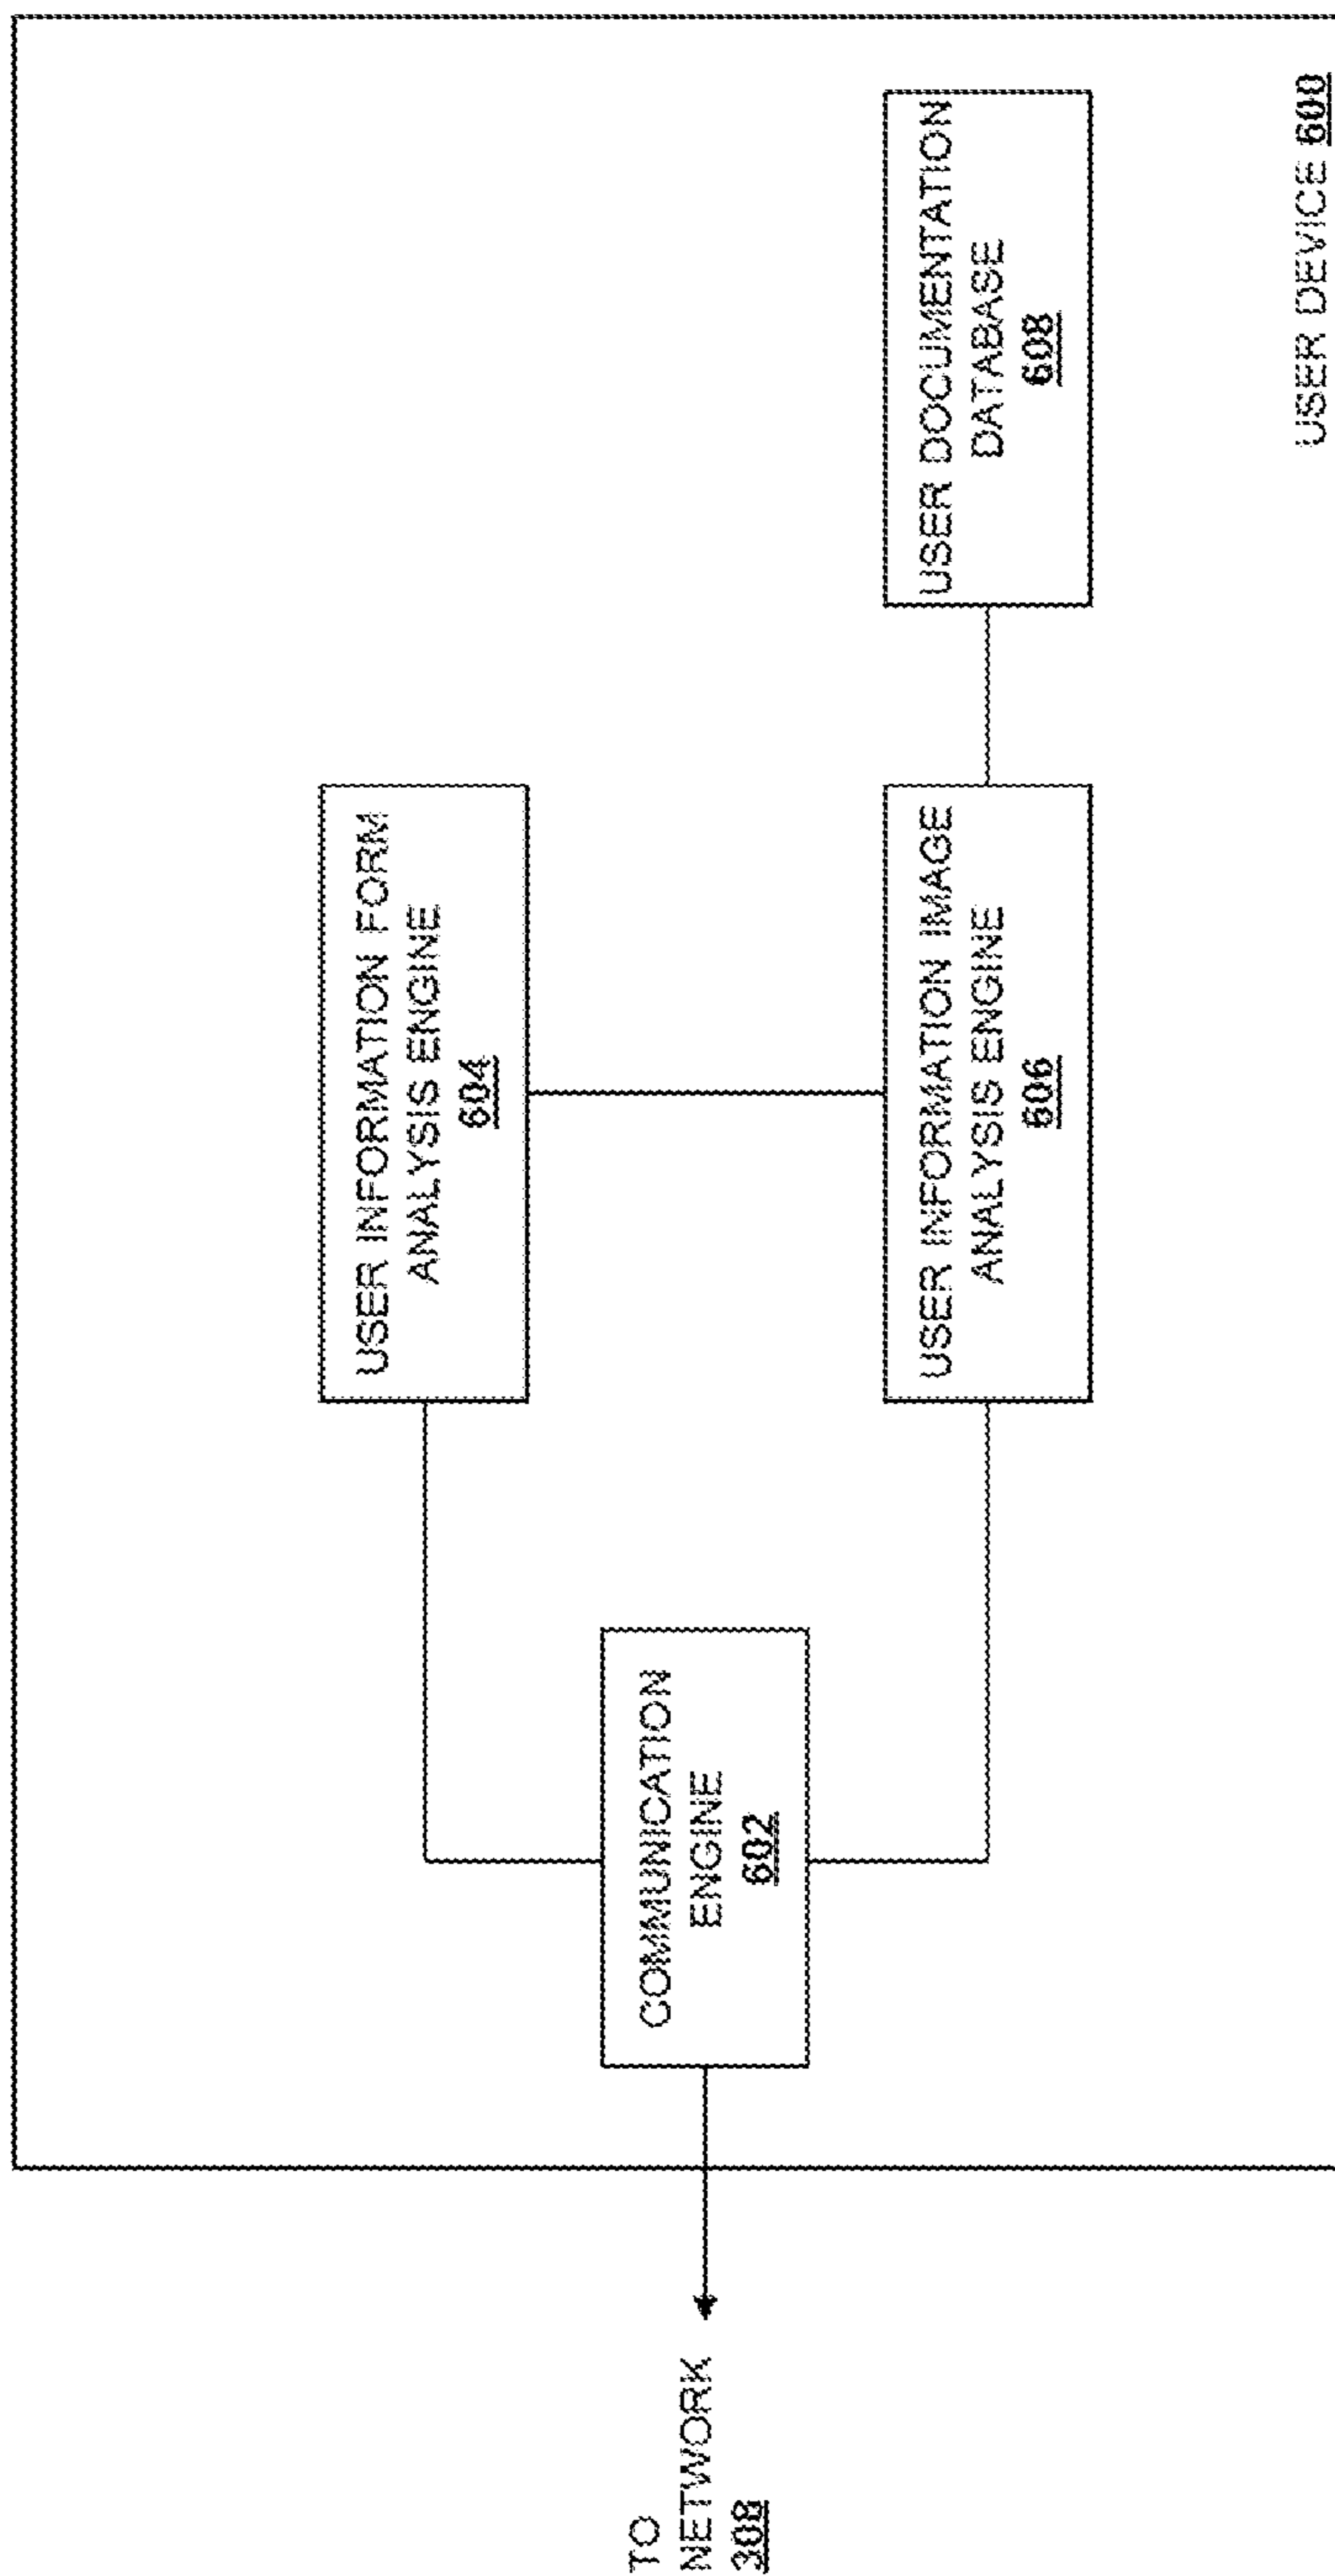 TO
NETWORK
308
COMMUNICATION
ENGINE
602
USER INFORMATION FORM
ANALYSIS ENGINE
604
USER INFORMATION IMAGE
ANALYSIS ENGINE
606
USER DOCUMENTATION
DATABASE
608
USER DEVICE 600